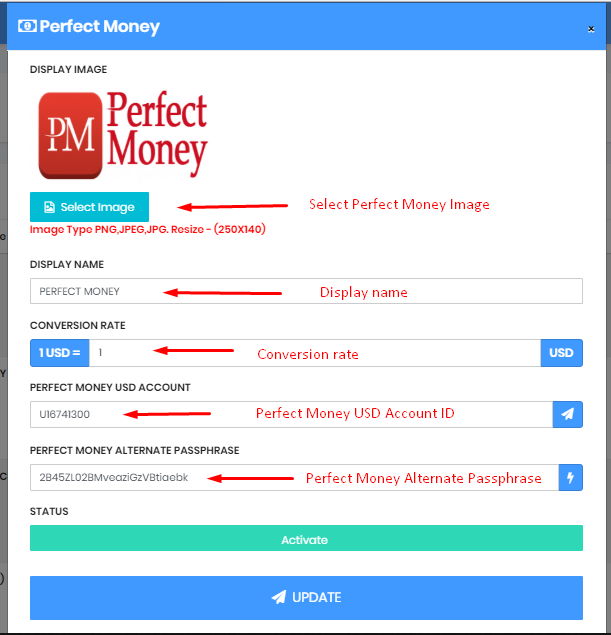 Perfect Money
x
DISPLAY IMAGE
PM Perfect Money
Select Image
Select Perfect Money Image
Image Type PNG,JPEG,JPG. Resize - (250X140)
DISPLAY NAME
PERFECT MONEY
Display name
CONVERSION RATE
1 USD = 1 USD
Conversion rate
PERFECT MONEY USD ACCOUNT
U16741300
Perfect Money USD Account ID
PERFECT MONEY ALTERNATE PASSPHRASE
2B45ZL02BMveaziGzVBtiaebk
Perfect Money Alternate Passphrase
STATUS
Activate
UPDATE